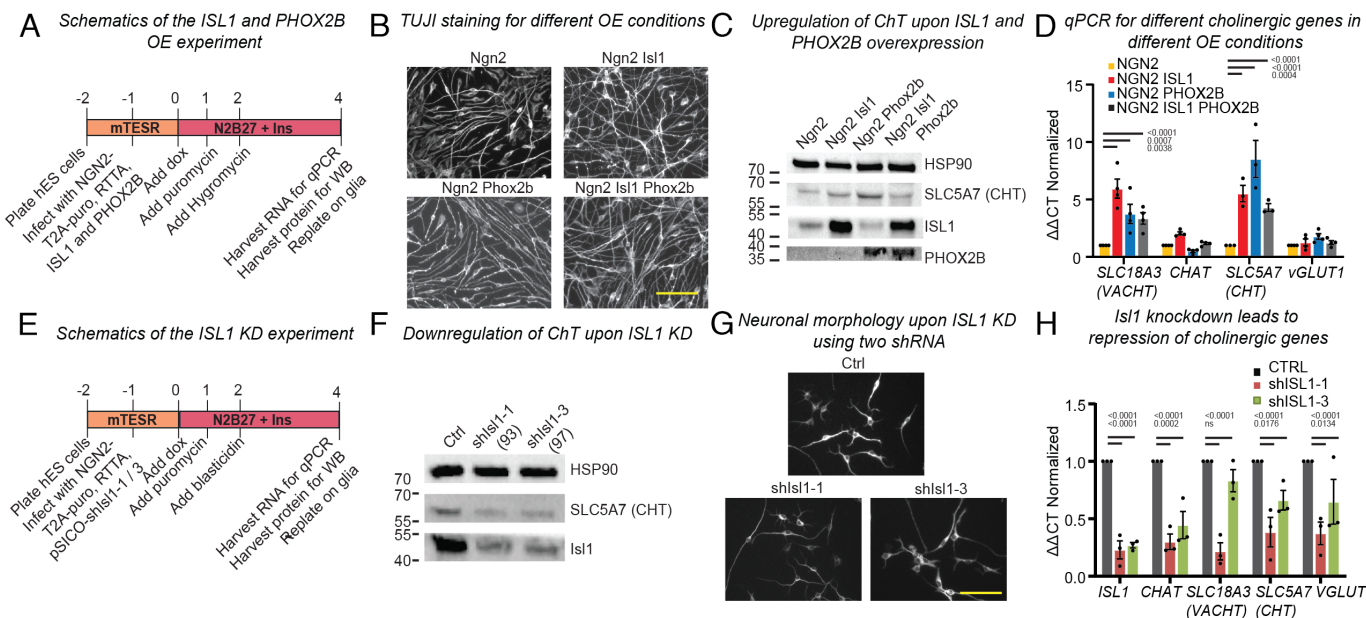 A
Schematics of the ISL1 and PHOX2B
OE experiment
-2
-1
0
1
2
4
mTESR
N2B27 + Ins
Plate hES cells
Infect with NGN2-
T2A-puro, RTTA,
ISL1 and PHOX2B
Add dox
Add puromycin
Add Hygromycin
Harvest RNA for qPCR
Harvest protein for WB
Replate on glia
B
TUJI staining for different OE conditions
Ngn2
Ngn2 Isl1
Ngn2 Phox2b
Ngn2 Isl1 Phox2b
C
Upregulation of ChT upon ISL1 and
PHOX2B overexpression
Ngn2
Ngn2 Isl1
Ngn2 Phox2b
Ngn2 Isl1
Phox2b
70
HSP90
70
SLC5A7 (CHT)
55
55
ISL1
40
40
PHOX2B
35
D
qPCR for different cholinergic genes in
different OE conditions
NGN2
NGN2 ISL1
NGN2 PHOX2B
NGN2 ISL1 PHOX2B
<0.0001
<0.0001
0.0004
<0.0001
0.0007
0.0038
ΔΔCT Normalized
15
10
5
0
SLC18A3
(VACHT)
CHAT
SLC5A7
(CHT)
vGLUT1
E
Schematics of the ISL1 KD experiment
-2
-1
0
1
2
4
mTESR
N2B27 + Ins
Plate hES cells
Infect with NGN2-
T2A-puro, RTTA,
pSICO-shIsl1-1 / 3
Add dox
Add puromycin
Add blasticidin
Harvest RNA for qPCR
Harvest protein for WB
Replate on glia
F
Downregulation of ChT upon ISL1 KD
Ctrl
shIsl1-1
(93)
shIsl1-3
(97)
70
HSP90
70
SLC5A7 (CHT)
55
55
Isl1
40
G
Neuronal morphology upon ISL1 KD
using two shRNA
Ctrl
shIsl1-1
shIsl1-3
H
Isl1 knockdown leads to
repression of cholinergic genes
CTRL
shISL1-1
shISL1-3
<0.0001
<0.0001
<0.0001
0.0002
<0.0001
ns
<0.0001
0.0176
<0.0001
0.0134
ΔΔCT Normalized
1.5
1.0
0.5
0.0
ISL1
CHAT
SLC18A3
(VACHT)
SLC5A7
(CHT)
VGLUT